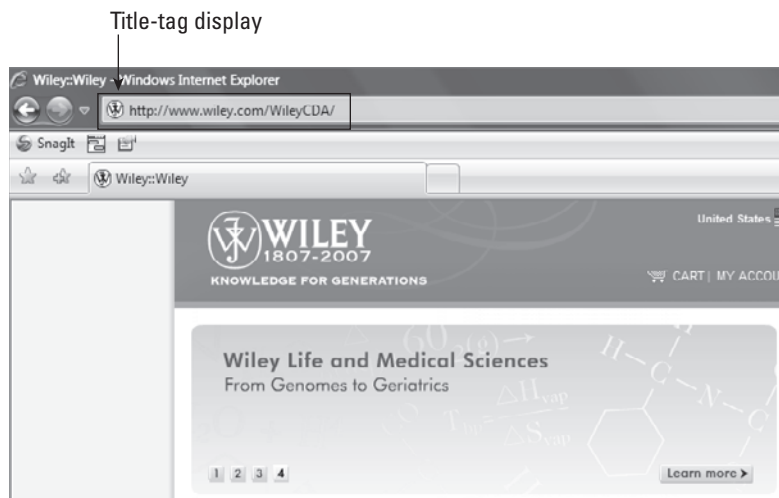 Title-tag display
Wiley::Wiley - Windows Internet Explorer
http://www.wiley.com/WileyCDA/
SnagIt
Wiley::Wiley
United States
WILEY
1807-2007
KNOWLEDGE FOR GENERATIONS
CART | MY ACCOU
Wiley Life and Medical Sciences
From Genomes to Geriatrics
1 2 3 4
Learn more >